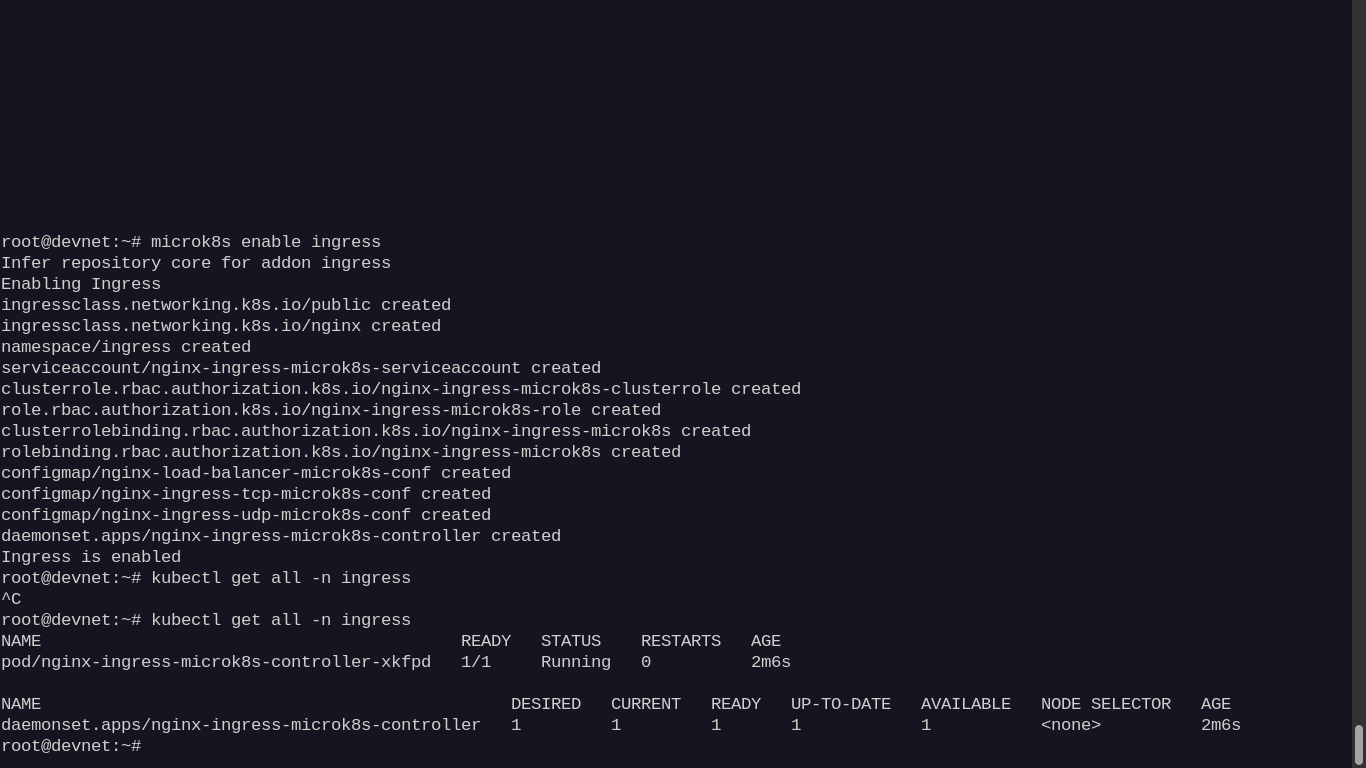 root@devnet:~# microk8s enable ingress
Infer repository core for addon ingress
Enabling Ingress
ingressclass.networking.k8s.io/public created
ingressclass.networking.k8s.io/nginx created
namespace/ingress created
serviceaccount/nginx-ingress-microk8s-serviceaccount created
clusterrole.rbac.authorization.k8s.io/nginx-ingress-microk8s-clusterrole created
role.rbac.authorization.k8s.io/nginx-ingress-microk8s-role created
clusterrolebinding.rbac.authorization.k8s.io/nginx-ingress-microk8s created
rolebinding.rbac.authorization.k8s.io/nginx-ingress-microk8s created
configmap/nginx-load-balancer-microk8s-conf created
configmap/nginx-ingress-tcp-microk8s-conf created
configmap/nginx-ingress-udp-microk8s-conf created
daemonset.apps/nginx-ingress-microk8s-controller created
Ingress is enabled
root@devnet:~# kubectl get all -n ingress
^C
root@devnet:~# kubectl get all -n ingress
NAME                                          READY   STATUS    RESTARTS   AGE
pod/nginx-ingress-microk8s-controller-xkfpd   1/1     Running   0          2m6s

NAME                                               DESIRED   CURRENT   READY   UP-TO-DATE   AVAILABLE   NODE SELECTOR   AGE
daemonset.apps/nginx-ingress-microk8s-controller   1         1         1       1            1           <none>          2m6s
root@devnet:~#